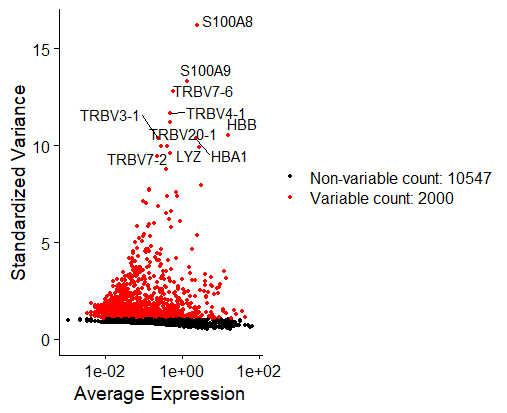 S100A8
15
S100A9
TRBV7-6
TRBV3-1
TRBV4-1
HBB
TRBV20-1
10
TRBV7-2
LYZ
HBA1
Standardized Variance
Non-variable count: 10547
Variable count: 2000
5
0
1e-02
1e+00
1e+02
Average Expression